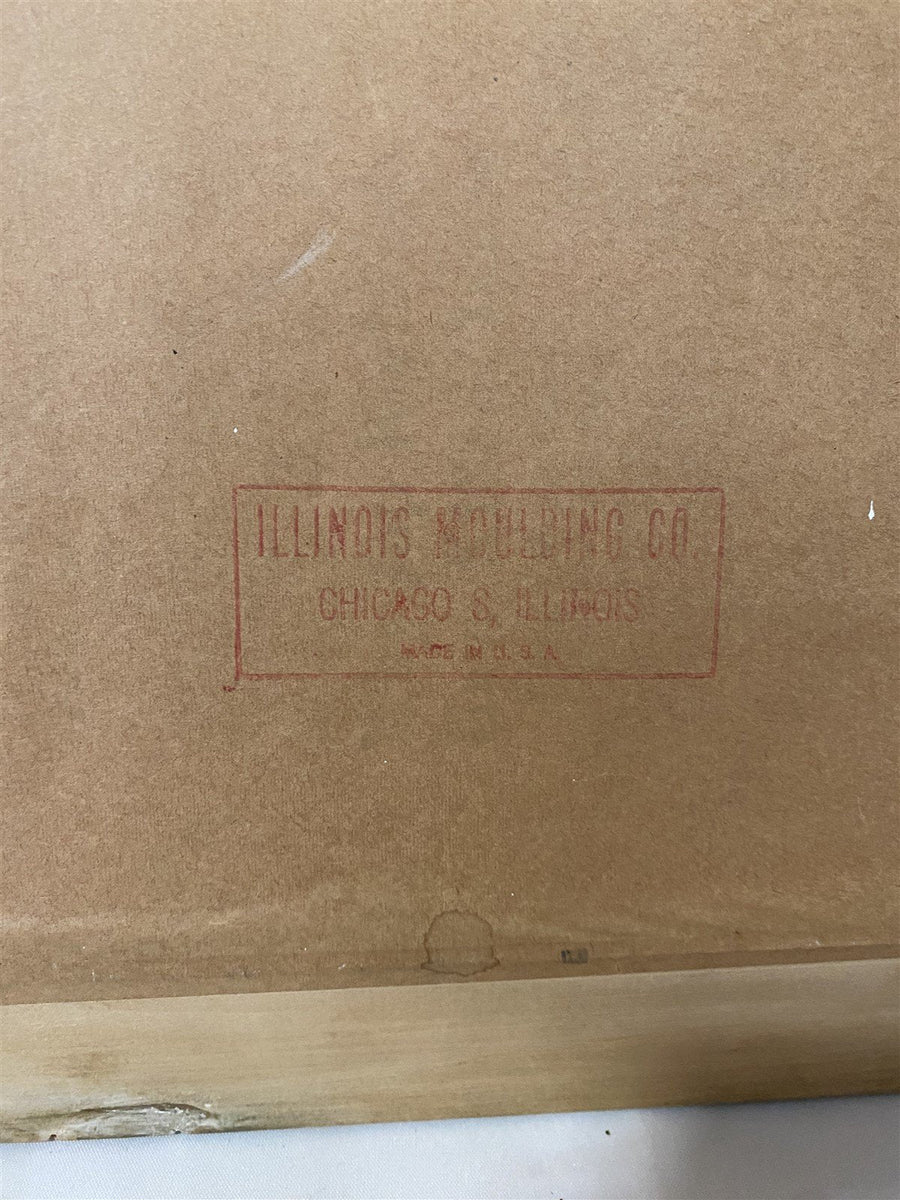 ILLINOIS MOULDING CO.
CHICAGO 8, ILLINOIS
MADE IN U. S. A.